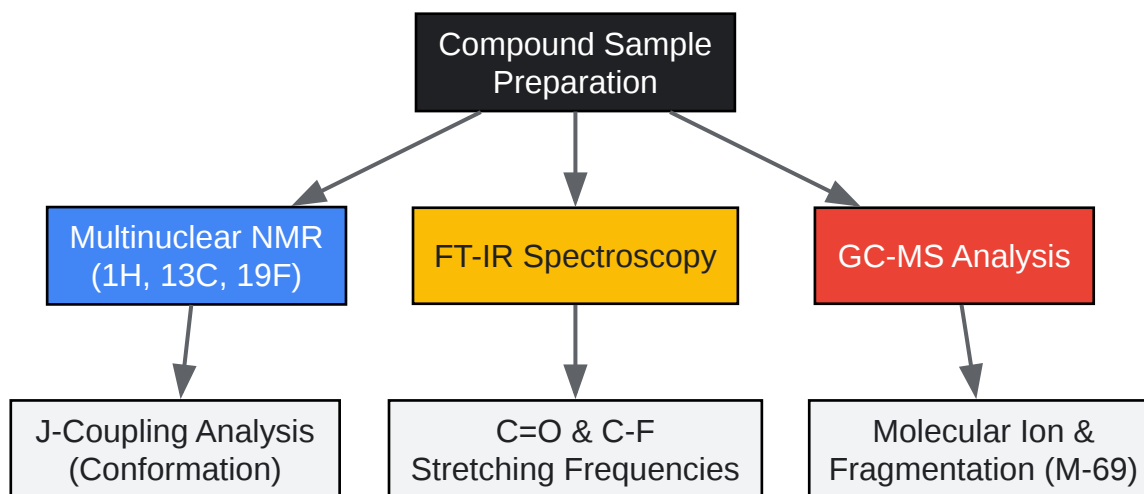 Compound Sample
Preparation
Multinuclear NMR
(1H, 13C, 19F)
FT-IR Spectroscopy
GC-MS Analysis
J-Coupling Analysis
(Conformation)
C=O & C-F
Stretching Frequencies
Molecular Ion &
Fragmentation (M-69)